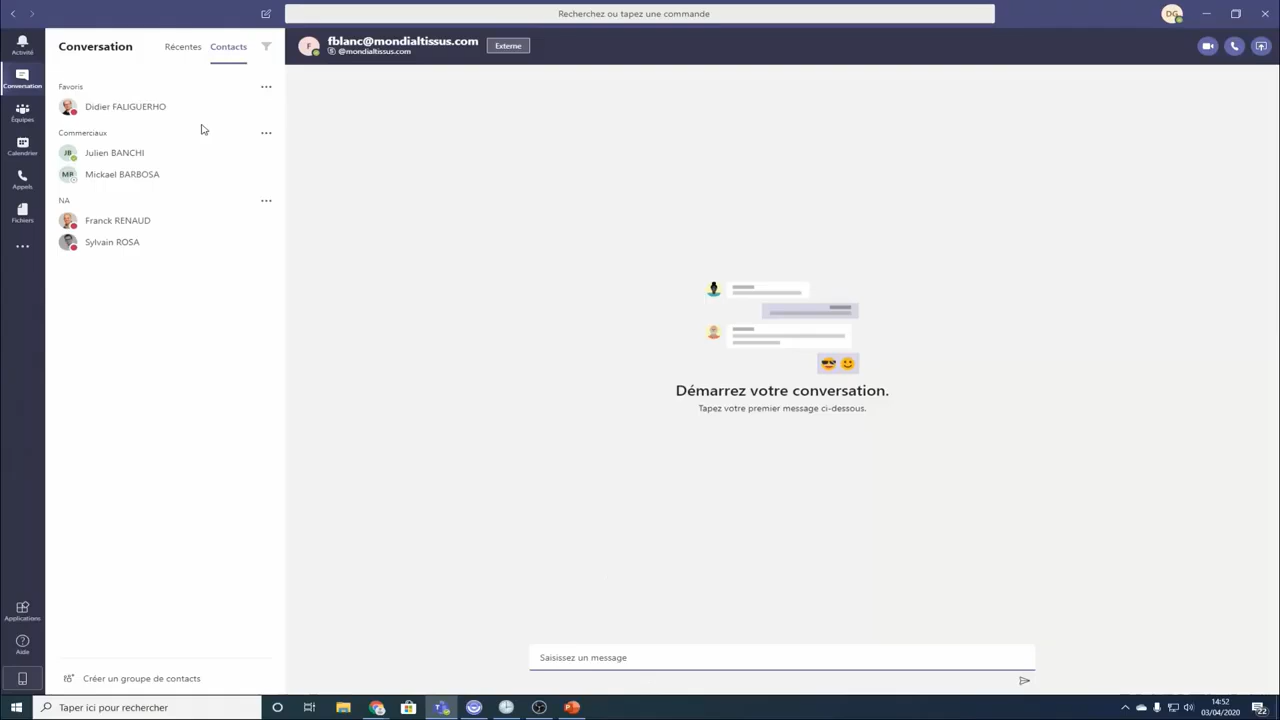 Recherchez ou tapez une commande
DG
Activité
Conversation
Équipes
Calendrier
Appels
Fichiers
Applications
Aide
Conversation
Récentes
Contacts
Favoris
Didier FALIGUERHO
Commerciaux
JB
Julien BANCHI
MR
Mickael BARBOSA
NA
Franck RENAUD
Sylvain ROSA
Créer un groupe de contacts
F
fblanc@mondialtissus.com
@mondialtissus.com
Externe
Démarrez votre conversation.
Tapez votre premier message ci-dessous.
Saisissez un message
Taper ici pour rechercher
14:52
03/04/2020
22